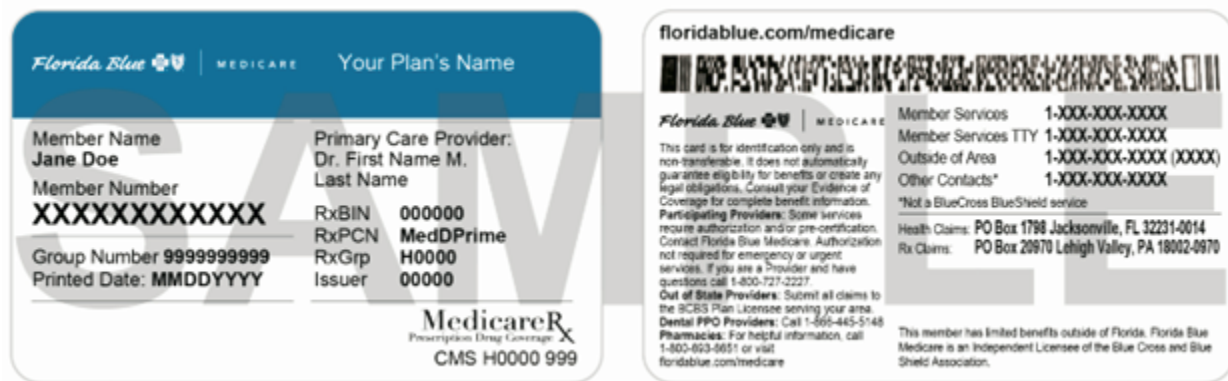 Florida Blue MEDICARE Your Plan's Name
Member Name
Jane Doe
Member Number
XXXXXXXXXXXX
Group Number 9999999999
Printed Date: MMDDYYYY
Primary Care Provider:
Dr. First Name M.
Last Name
RxBIN 000000
RxPCN MedDPrime
RxGrp H0000
Issuer 00000
MedicareRx
Prescription Drug Coverage
CMS H0000 999
floridablue.com/medicare
Florida Blue MEDICARE
This card is for identification only and is
non-transferable. It does not automatically
guarantee eligibility for benefits or create any
legal obligations. Consult your Evidence of
Coverage for complete benefit information.
Participating Providers: Some services
require authorization and/or pre-certification.
Contact Florida Blue Medicare. Authorization
not required for emergency or urgent
services. If you are a Provider and have
questions call 1-800-727-2227.
Out of State Providers: Submit all claims to
the BCBS Plan Licensee serving your area.
Dental PPO Providers: Call 1-866-445-5148
Pharmacies: For helpful information, call
1-800-693-6651 or visit
floridablue.com/medicare
Member Services 1-XXX-XXX-XXXX
Member Services TTY 1-XXX-XXX-XXXX
Outside of Area 1-XXX-XXX-XXXX (XXXX)
Other Contacts* 1-XXX-XXX-XXXX
*Not a BlueCross BlueShield service
Health Claims: PO Box 1798 Jacksonville, FL 32231-0014
Rx Claims: PO Box 20970 Lehigh Valley, PA 18002-0970
This member has limited benefits outside of Florida. Florida Blue
Medicare is an Independent Licensee of the Blue Cross and Blue
Shield Association.
SAMPLE